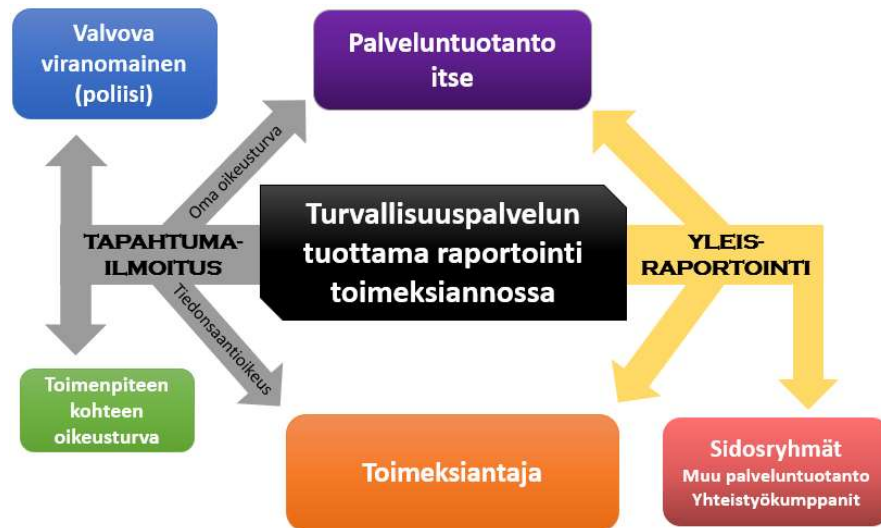 Valvova
viranomainen
(poliisi)
Palveluntuotanto
itse
Oma oikeusturva
TAPAHTUMA-
ILMOITUS
Tiedonsaantioikeus
Turvallisuuspalvelun
tuottama raportointi
toimeksiannossa
YLEIS-
RAPORTOINTI
Toimenpiteen
kohteen
oikeusturva
Toimeksiantaja
Sidosryhmät
Muu palveluntuotanto
Yhteistyökumppanit